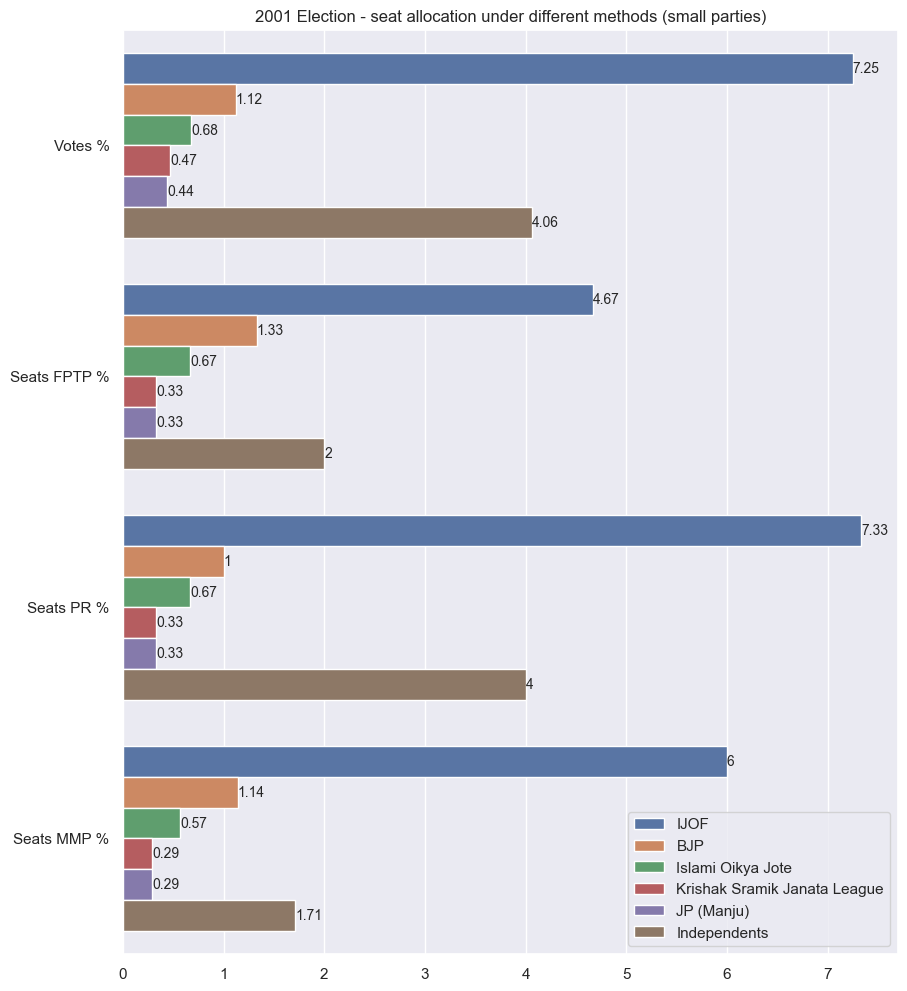 2001 Election - seat allocation under different methods (small parties)
Votes %
7.25
1.12
0.68
0.47
0.44
4.06
Seats FPTP %
4.67
1.33
0.67
0.33
0.33
2
Seats PR %
7.33
1
0.67
0.33
0.33
4
Seats MMP %
6
1.14
0.57
0.29
0.29
1.71
IJOF
BJP
Islami Oikya Jote
Krishak Sramik Janata League
JP (Manju)
Independents
0 1 2 3 4 5 6 7